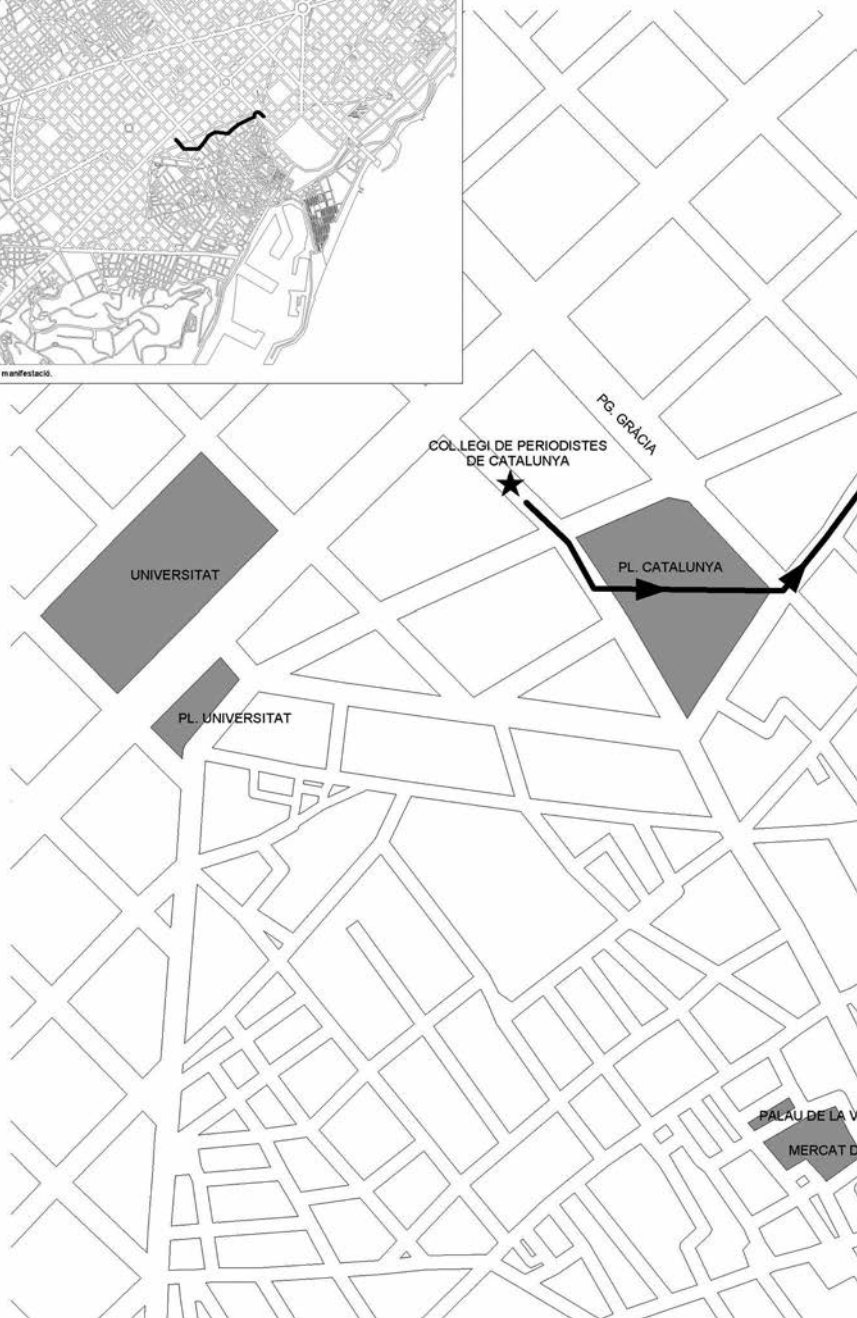 manifestació.
PG. GRÀCIA
COL.LEGI DE PERIODISTES
DE CATALUNYA
UNIVERSITAT
PL. CATALUNYA
PL. UNIVERSITAT
PALAU DE LA V
MERCAT D